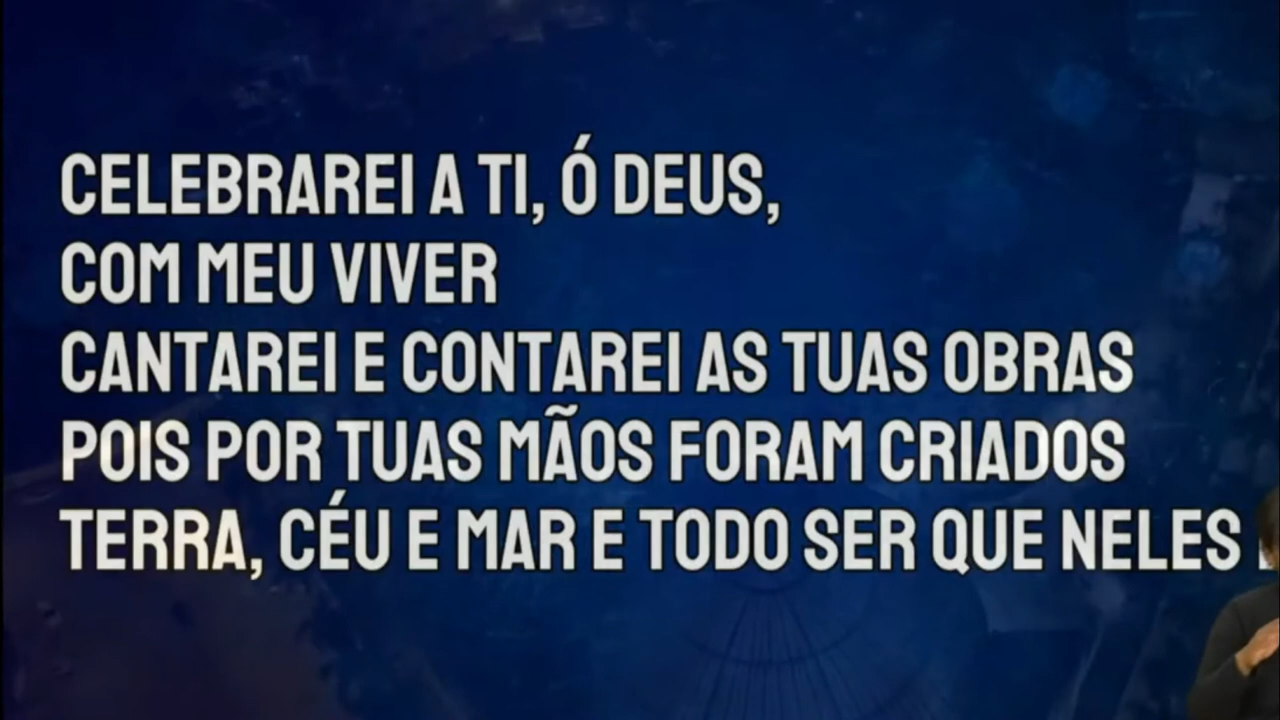 CELEBRAREI A TI, Ó DEUS,
COM MEU VIVER
CANTAREI E CONTAREI AS TUAS OBRAS
POIS POR TUAS MÃOS FORAM CRIADOS
TERRA, CÉU E MAR E TODO SER QUE NELES